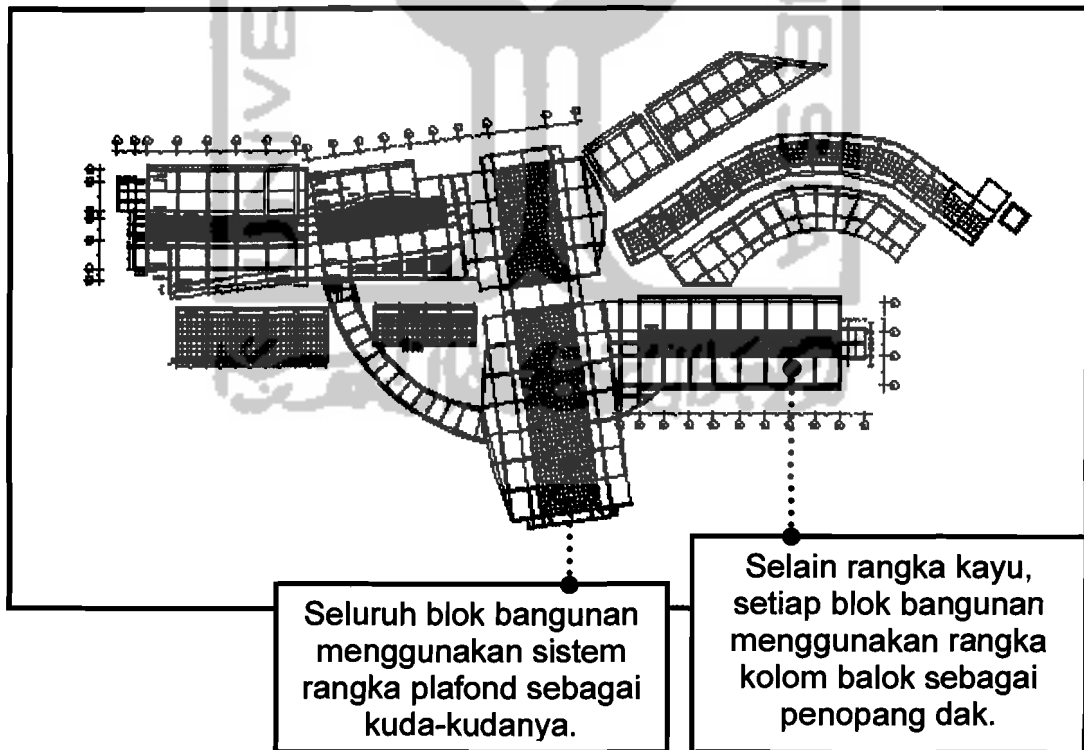 Seluruh blok bangunan
menggunakan sistem
rangka plafond sebagai
kuda-kudanya.
Selain rangka kayu,
setiap blok bangunan
menggunakan rangka
kolom balok sebagai
penopang dak.